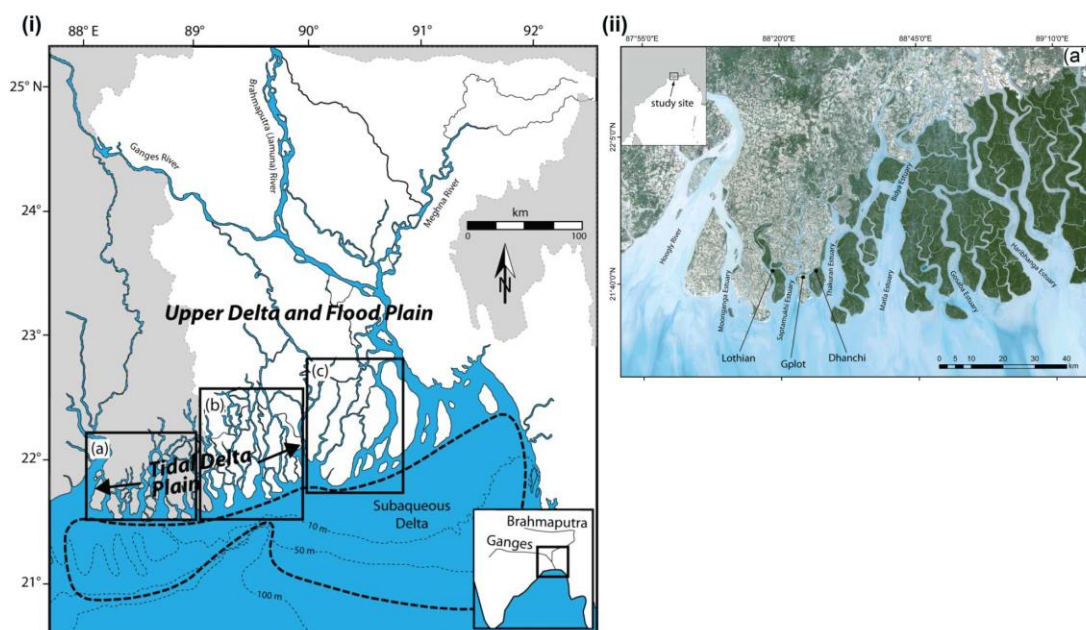 (i)
88° E
89°
90°
91°
92°
25° N
24°
23°
22°
21°
Ganges River
Brahmaputra (Jamuna) River
Meghna River
km
0
100
N
Upper Delta and Flood Plain
(a)
(b)
(c)
Tidal Delta
Plain
Subaqueous
Delta
10 m
50 m
100 m
Brahmaputra
Ganges
(ii)
87°55'0"E
88°20'0"E
88°45'0"E
89°10'0"E
(a'
study site
22°5'0"N
21°40'0"N
Hoogly River
Mooriganga Estuary
Saptamukhi Estuary
Thakuran Estuary
Matla Estuary
Bidya Estuary
Goasaba Estuary
Haribhanga Estuary
Lothian
Gplot
Dhanchi
0 5 10 20 30 40
km